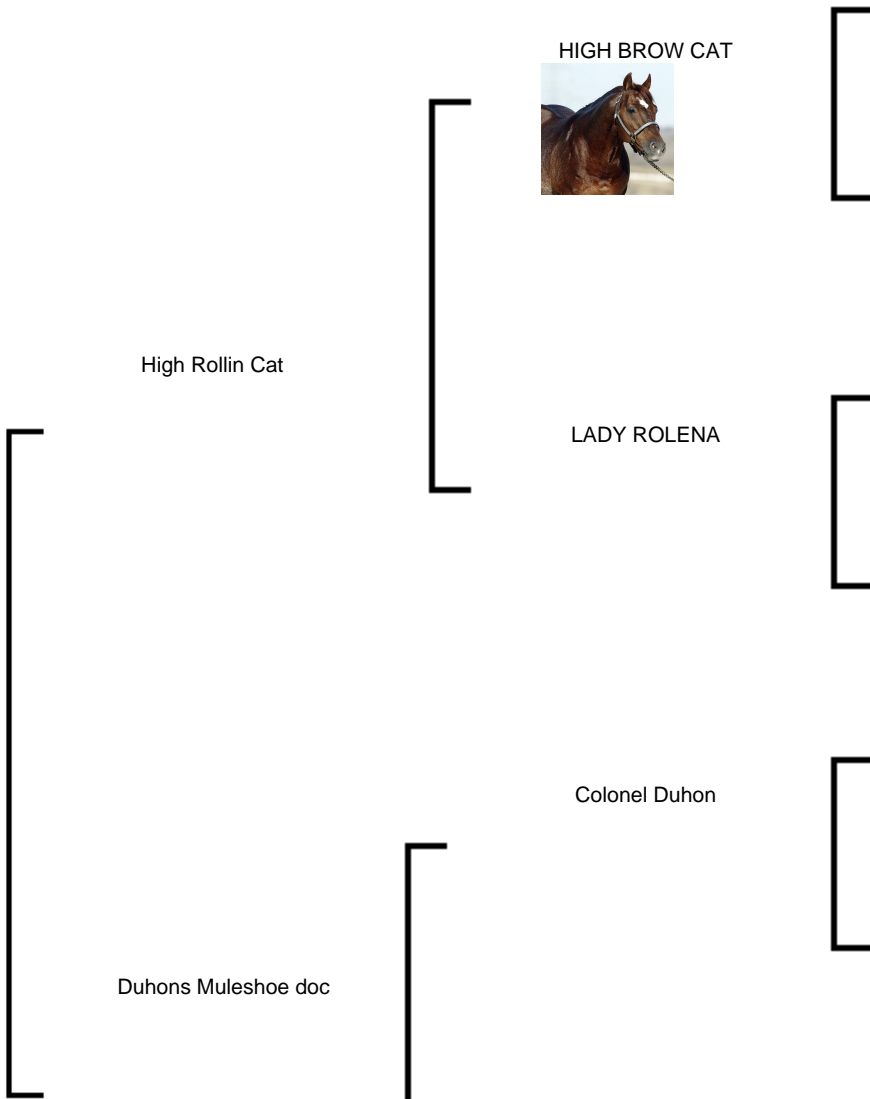 HIGH BROW CAT
High Rollin Cat
LADY ROLENA
Colonel Duhon
Duhons Muleshoe doc